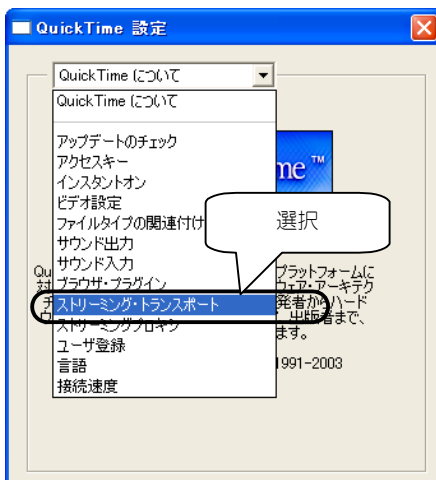 QuickTime 設定
QuickTime について
QuickTime について
アップデートのチェック
アクセスキー
インスタントオン
ビデオ設定
ファイルタイプの関連付け
サウンド出力
サウンド入力
ブラウザ・プラグイン
ストリーミング・トランスポート
ストリーミングプロキシ
ユーザ登録
言語
接続速度
選択
me™
Qu
プラットフォームに
対
ウェア・アーキテク
チ
発者からハード
ウ
出版者まで、
ます。
1991-2003